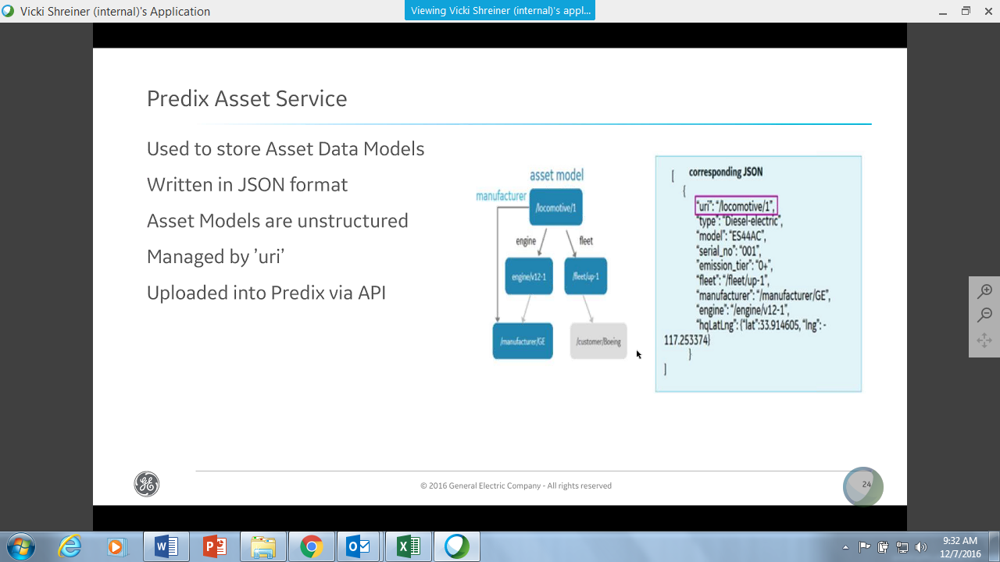 Vicki Shreiner (internal)'s Application
Viewing Vicki Shreiner (internal)'s appl...
Predix Asset Service
Used to store Asset Data Models
Written in JSON format
Asset Models are unstructured
Managed by ’uri’
Uploaded into Predix via API
asset model
manufacturer
/locomotive/1
engine
fleet
engine/v12-1
/fleet/up-1
/manufacturer/GE
/customer/Boeing
[ corresponding JSON
{
“uri”: “/locomotive/1”,
“type”: “Diesel-electric”,
“model”: “ES44AC”,
“serial_no”: “001”,
“emission_tier”: “0+”,
“fleet”: “/fleet/up-1”,
“manufacturer”: “/manufacturer/GE”,
“engine”: “/engine/v12-1”,
“hqLatLng”: {“lat”:33.914605, “lng”: -
117.253374}
}
]
© 2016 General Electric Company - All rights reserved
24
9:32 AM
12/7/2016